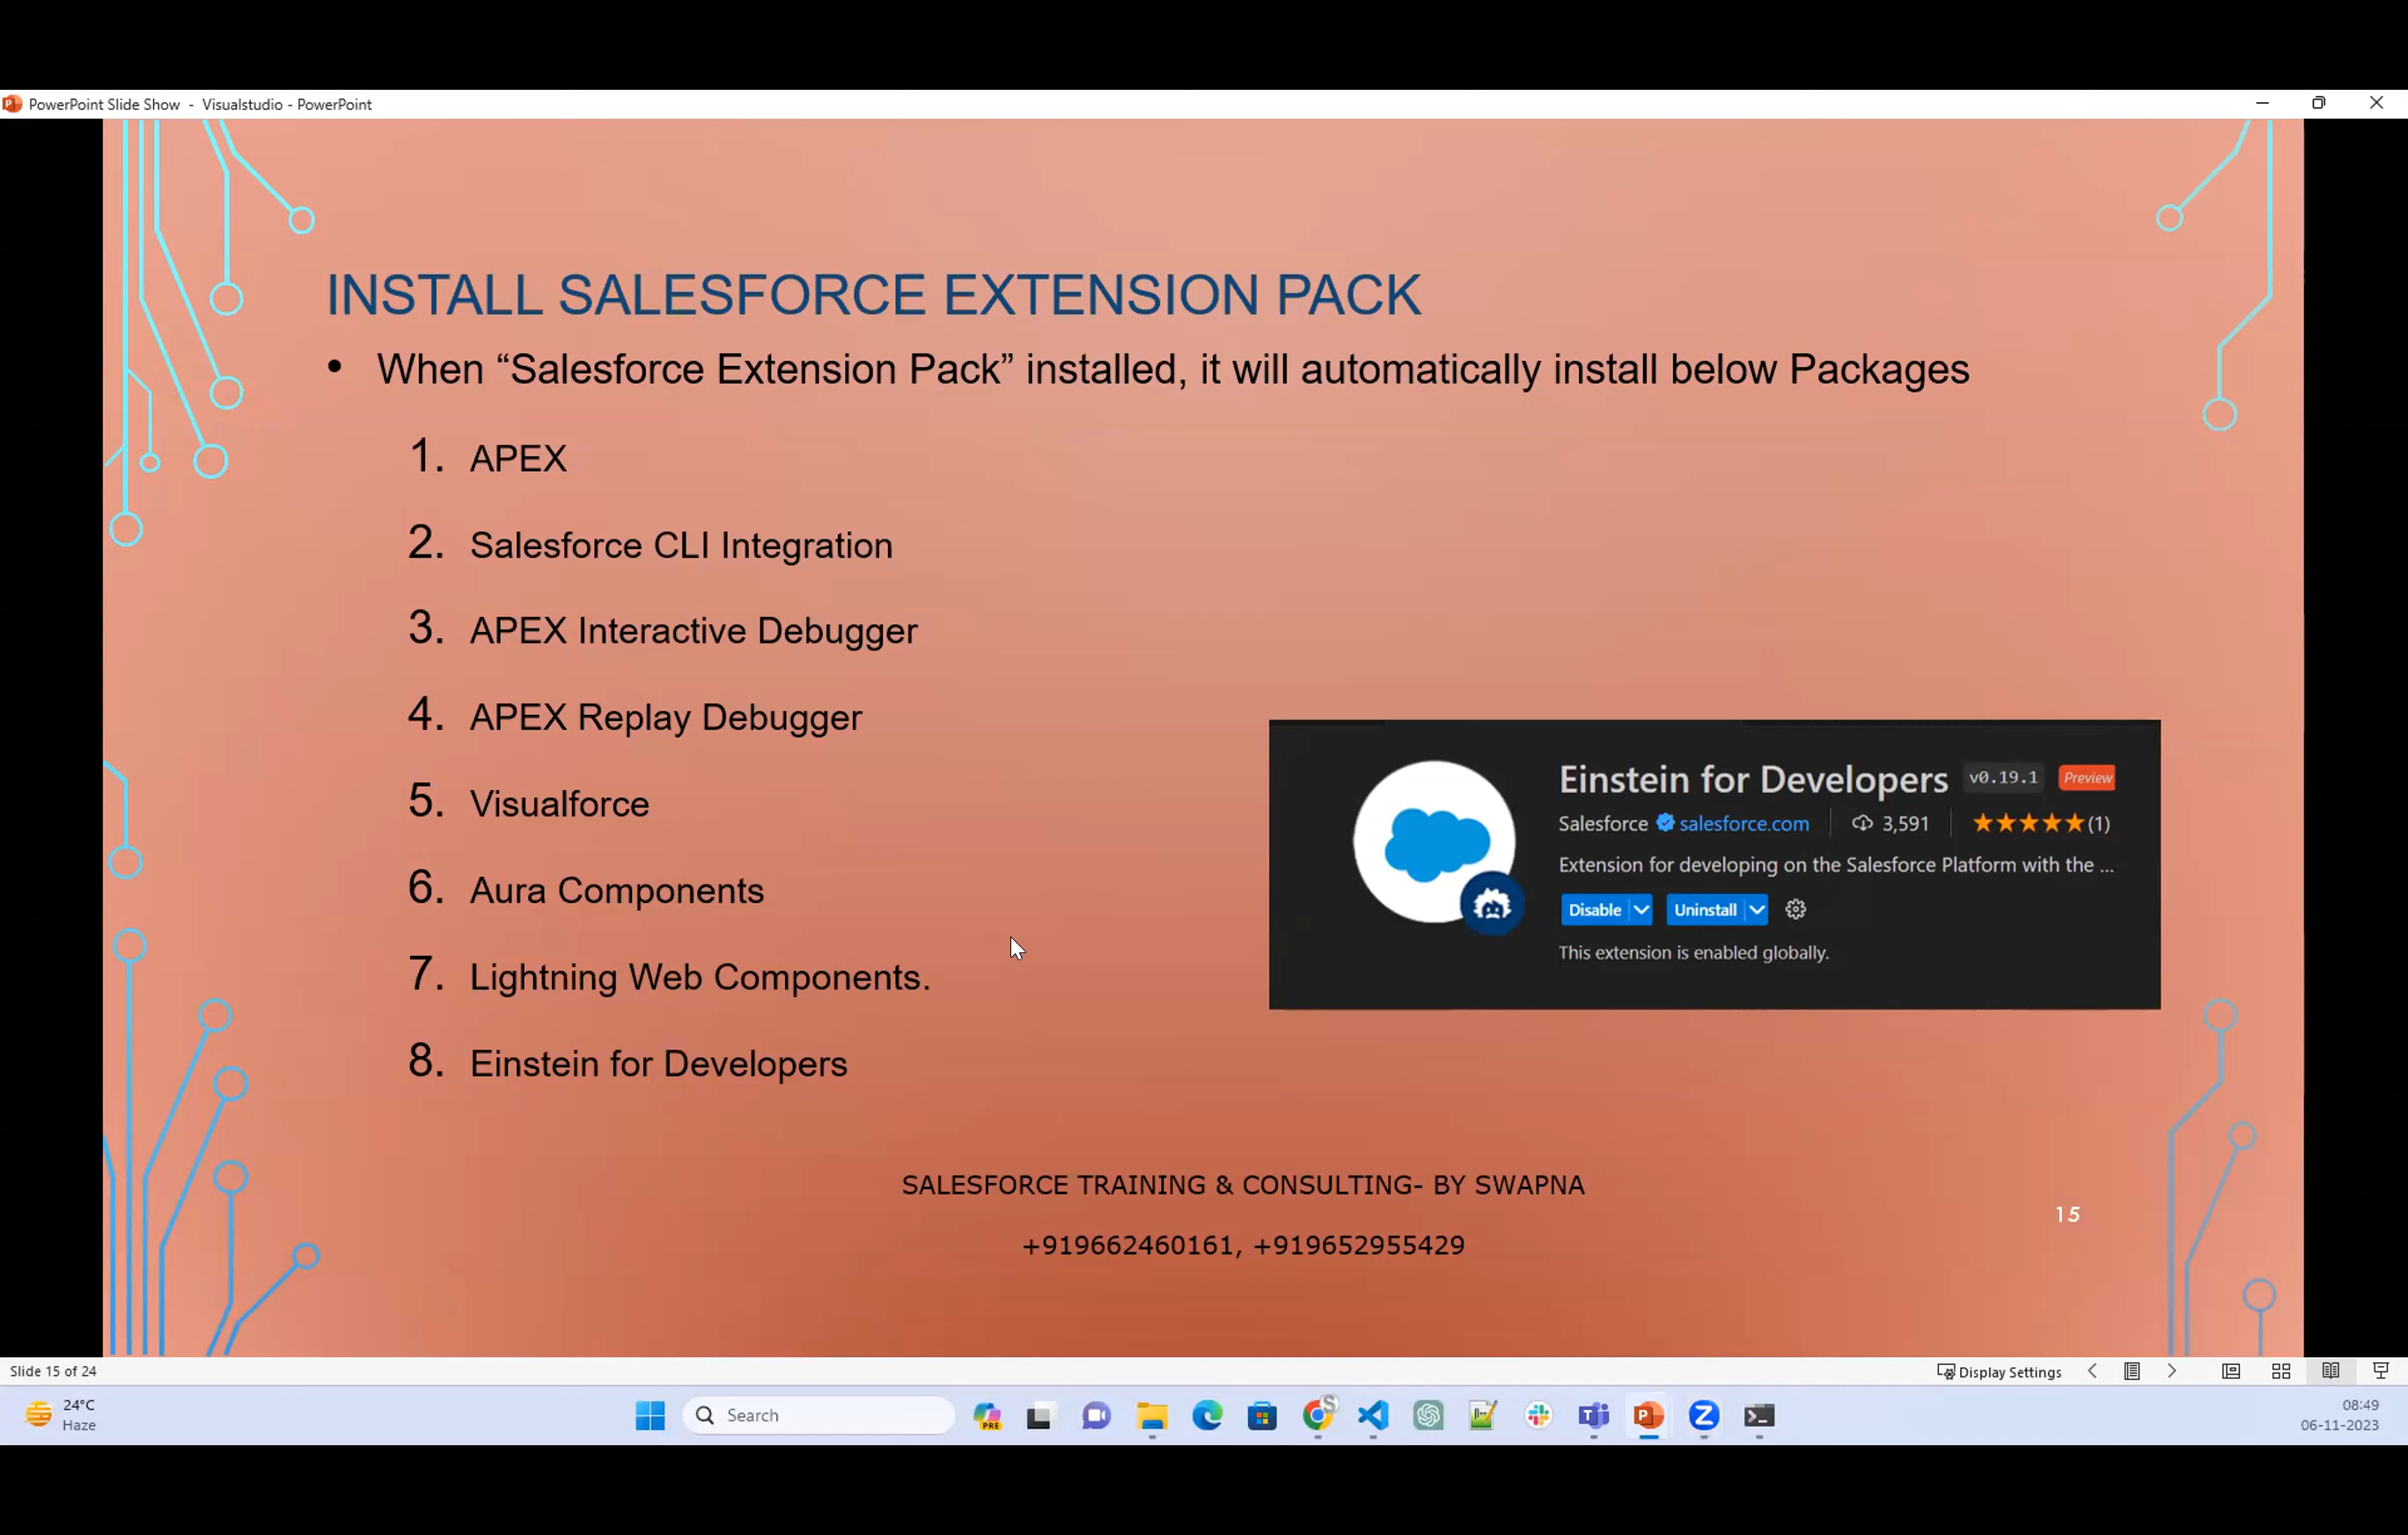 PowerPoint Slide Show - Visualstudio - PowerPoint
INSTALL SALESFORCE EXTENSION PACK
• When “Salesforce Extension Pack” installed, it will automatically install below Packages
1. APEX
2. Salesforce CLI Integration
3. APEX Interactive Debugger
4. APEX Replay Debugger
5. Visualforce
6. Aura Components
7. Lightning Web Components.
8. Einstein for Developers
Einstein for Developers v0.19.1 Preview
Salesforce salesforce.com 3,591 ★★★★★(1)
Extension for developing on the Salesforce Platform with the ...
Disable Uninstall
This extension is enabled globally.
SALESFORCE TRAINING & CONSULTING- BY SWAPNA
+919662460161, +919652955429
15
Slide 15 of 24
Display Settings
24°C
Haze
Search
PRE
08:49
06-11-2023